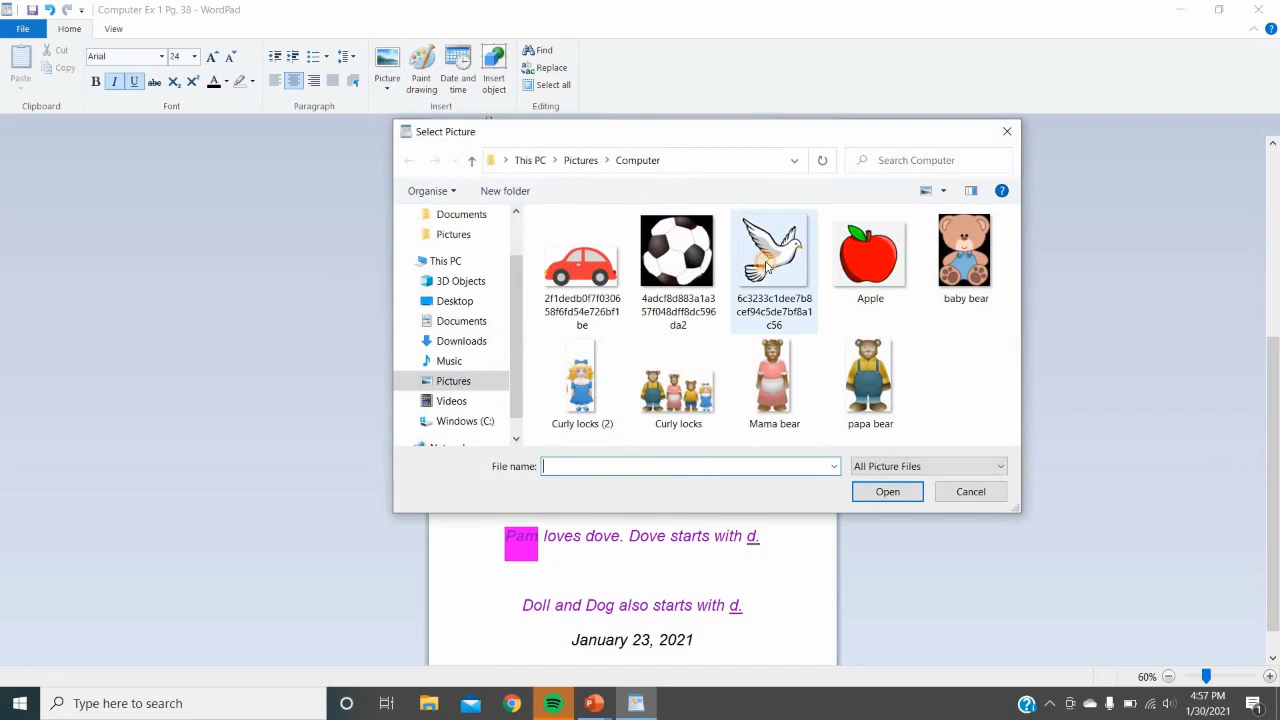 Computer Ex 1 Pg. 38 - WordPad
File Home View
Paste
Cut
Copy
Clipboard
Arial 24
B I U abc X₂ X² A
Font
Paragraph
Picture
Paint drawing
Date and time
Insert object
Insert
Find
Replace
Select all
Editing
Select Picture
This PC > Pictures > Computer
Search Computer
Organise New folder
Documents
Pictures
This PC
3D Objects
Desktop
Documents
Downloads
Music
Pictures
Videos
Windows (C:)
2f1dedb0f7f0306
58f6fd54e726bf1
be
4adcf8d883a1a3
57f048dff8dc596
da2
6c3233c1dee7b8
cef94c5de7bf8a1
c56
Apple
baby bear
Curly locks (2)
Curly locks
Mama bear
papa bear
File name:
All Picture Files
Open Cancel
Pam loves dove. Dove starts with d.
Doll and Dog also starts with d.
January 23, 2021
60%
Type here to search
4:57 PM
1/30/2021